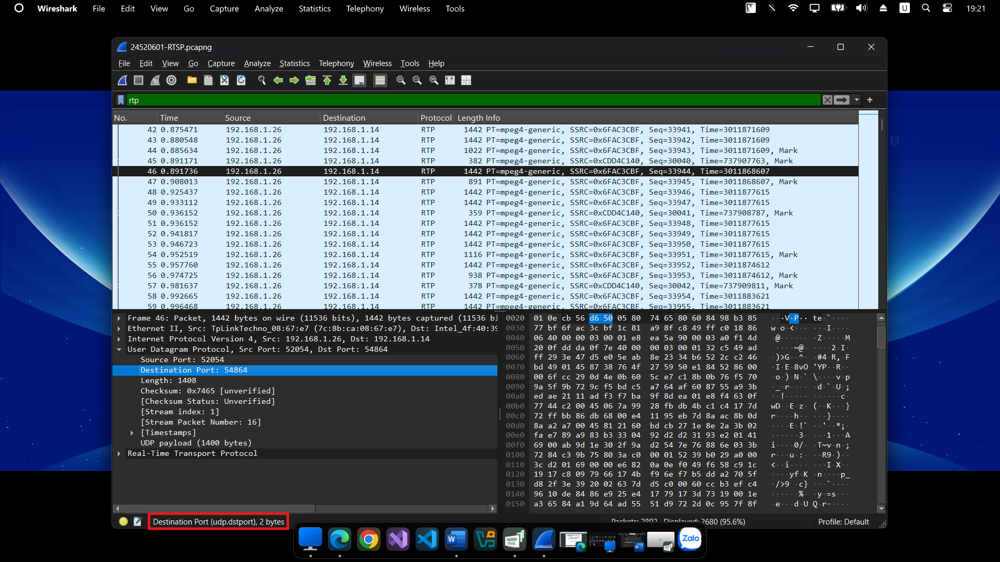 Wireshark File Edit View Go Capture Analyze Statistics Telephony Wireless Tools U 19:21
24520601-RTSP.pcapng
File Edit View Go Capture Analyze Statistics Telephony Wireless Tools Help
rtp
No. Time Source Destination Protocol Length Info
42 0.875471 192.168.1.26 192.168.1.14 RTP 1442 PT=mpeg4-generic, SSRC=0x6FAC3CBF, Seq=33941, Time=3011871609
43 0.880548 192.168.1.26 192.168.1.14 RTP 1442 PT=mpeg4-generic, SSRC=0x6FAC3CBF, Seq=33942, Time=3011871609
44 0.885634 192.168.1.26 192.168.1.14 RTP 1022 PT=mpeg4-generic, SSRC=0x6FAC3CBF, Seq=33943, Time=3011871609, Mark
45 0.891171 192.168.1.26 192.168.1.14 RTP 382 PT=mpeg4-generic, SSRC=0xCDD4C140, Seq=30040, Time=737907763, Mark
46 0.891736 192.168.1.26 192.168.1.14 RTP 1442 PT=mpeg4-generic, SSRC=0x6FAC3CBF, Seq=33944, Time=3011868607
47 0.908013 192.168.1.26 192.168.1.14 RTP 891 PT=mpeg4-generic, SSRC=0x6FAC3CBF, Seq=33945, Time=3011868607, Mark
48 0.925437 192.168.1.26 192.168.1.14 RTP 1442 PT=mpeg4-generic, SSRC=0x6FAC3CBF, Seq=33946, Time=3011877615
49 0.933112 192.168.1.26 192.168.1.14 RTP 1442 PT=mpeg4-generic, SSRC=0x6FAC3CBF, Seq=33947, Time=3011877615
50 0.936152 192.168.1.26 192.168.1.14 RTP 359 PT=mpeg4-generic, SSRC=0xCDD4C140, Seq=30041, Time=737908787, Mark
51 0.936152 192.168.1.26 192.168.1.14 RTP 1442 PT=mpeg4-generic, SSRC=0x6FAC3CBF, Seq=33948, Time=3011877615
52 0.941817 192.168.1.26 192.168.1.14 RTP 1442 PT=mpeg4-generic, SSRC=0x6FAC3CBF, Seq=33949, Time=3011877615
53 0.946723 192.168.1.26 192.168.1.14 RTP 1442 PT=mpeg4-generic, SSRC=0x6FAC3CBF, Seq=33950, Time=3011877615
54 0.952519 192.168.1.26 192.168.1.14 RTP 1116 PT=mpeg4-generic, SSRC=0x6FAC3CBF, Seq=33951, Time=3011877615, Mark
55 0.957760 192.168.1.26 192.168.1.14 RTP 1442 PT=mpeg4-generic, SSRC=0x6FAC3CBF, Seq=33952, Time=3011874612
56 0.974725 192.168.1.26 192.168.1.14 RTP 938 PT=mpeg4-generic, SSRC=0x6FAC3CBF, Seq=33953, Time=3011874612, Mark
57 0.981637 192.168.1.26 192.168.1.14 RTP 378 PT=mpeg4-generic, SSRC=0xCDD4C140, Seq=30042, Time=737909811, Mark
58 0.992665 192.168.1.26 192.168.1.14 RTP 1442 PT=mpeg4-generic, SSRC=0x6FAC3CBF, Seq=33954, Time=3011883621
59 0.996468 192.168.1.26 192.168.1.14 RTP 1442 PT=mpeg4-generic, SSRC=0x6FAC3CBF, Seq=33955, Time=3011883621
Frame 46: Packet, 1442 bytes on wire (11536 bits), 1442 bytes captured (11536 bi
Ethernet II, Src: TpLinkTechno_08:67:e7 (7c:8b:ca:08:67:e7), Dst: Intel_4f:40:39
Internet Protocol Version 4, Src: 192.168.1.26, Dst: 192.168.1.14
User Datagram Protocol, Src Port: 52054, Dst Port: 54864
Source Port: 52054
Destination Port: 54864
Length: 1408
Checksum: 0x7465 [unverified]
[Checksum Status: Unverified]
[Stream index: 1]
[Stream Packet Number: 16]
[Timestamps]
UDP payload (1400 bytes)
Real-Time Transport Protocol
0020 01 0e cb 56 d6 50 05 80 74 65 80 60 84 98 b3 85 ···V·P·· te·`····
0030 77 bf 6f ac 3c bf 1c 81 a9 8f c8 49 ff c0 18 86 w·o·<··· ···I····
0040 06 40 00 00 03 00 01 e8 ea 5a 90 00 03 a0 f1 4d ·@······ ·Z·····M
0050 20 0f dd da 0f 7e 40 00 00 03 00 01 32 c5 49 ad ·····~@· ····2·I·
0060 ff 29 3e 47 d5 e0 5e ab 8e 23 34 b6 52 2c c2 46 ·)>G··^· ·#4·R,·F
0070 bd 49 01 45 87 38 76 4f 27 59 50 e1 84 52 86 00 ·I·E·8vO 'YP··R··
0080 00 6f cc 29 0d 4e 0b 60 5c e7 c1 8b 0b 76 f5 70 ·o·)·N·` \····v·p
0090 9a 5f 9b 72 9c f5 bd c5 a7 64 af 60 87 55 a9 3b ·_·r···· ·d·`·U·;
00a0 ed ae 21 11 ad f3 f7 ba 9f 8d ea 01 e8 f4 63 0f ··!····· ······c·
00b0 77 44 c2 00 45 06 7a 99 28 fb db 4b c1 c4 17 7d wD··E·z· (··K···}
00c0 72 ff bb 86 db 68 00 e4 11 95 eb 7d 8a ac 8b 0d r····h·· ···}····
00d0 8a a2 a7 00 45 81 21 60 bd cb 27 1e 8e 2a 3b 02 ····E·!` ··'··*;·
00e0 fa e7 89 a9 83 b3 33 04 92 d2 d2 31 93 e2 01 41 ······3· ···1···A
00f0 69 00 ab 9d 1e 30 2f 9a d2 54 7e 76 88 6e 03 3b i····0/· ·T~v·n·;
0100 72 84 c3 9b 75 80 3a c0 00 01 52 39 b0 29 a0 00 r···u·:· ··R9·)··
0110 3c d2 01 69 00 00 e6 82 0a 0e f0 49 f6 58 c9 1c <··i···· ···I·X··
0120 19 17 c8 09 79 66 17 4b f9 6e f7 b5 dd a2 70 5f ····yf·K ·n····p_
0130 d8 2f 3e 39 20 02 63 7d d5 c0 00 60 cc b3 ef c4 ·/>9 ·c} ···`····
0140 96 10 de 84 86 e9 25 e4 17 79 17 3d 73 19 00 1e ······%· ·y·=s···
0150 a3 65 84 a1 9d 64 ad 55 51 d9 72 2d 0c 95 7f 8f ·e···d·U Q·r-····
Destination Port (udp.dstport), 2 bytes Packets: 2802 · Displayed: 2680 (95.6%) Profile: Default
space desk
Zalo